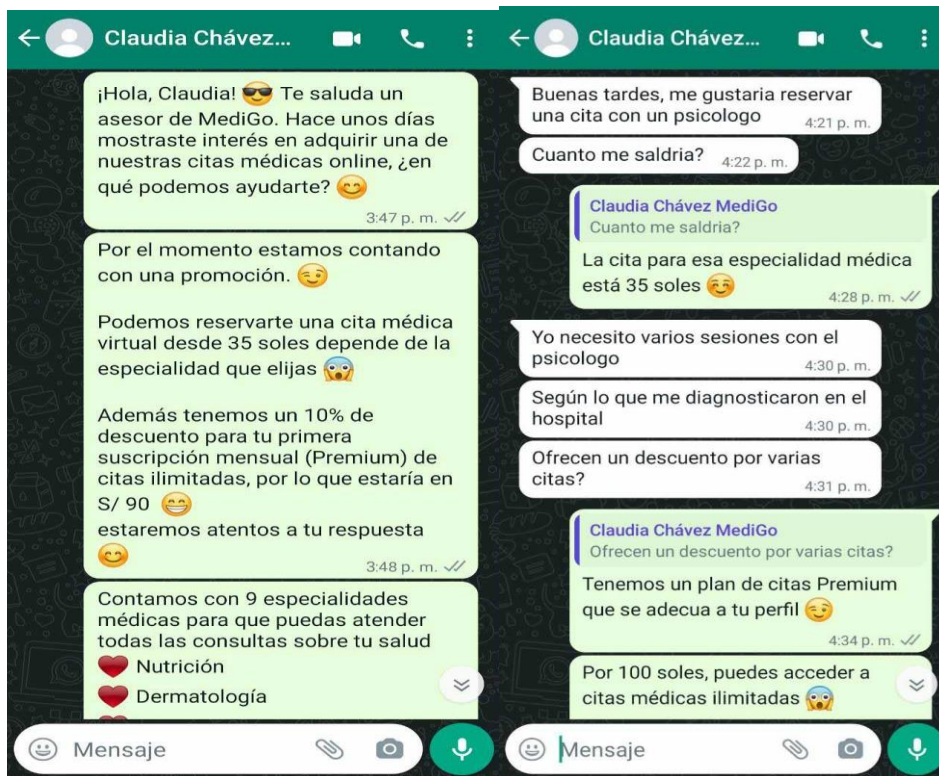 Claudia Chávez...
¡Hola, Claudia! 😎 Te saluda un
asesor de MediGo. Hace unos días
mostraste interés en adquirir una de
nuestras citas médicas online, ¿en
qué podemos ayudarte? 😊
3:47 p. m.
Por el momento estamos contando
con una promoción. 😉
Podemos reservarte una cita médica
virtual desde 35 soles depende de la
especialidad que elijas 😱
Además tenemos un 10% de
descuento para tu primera
suscripción mensual (Premium) de
citas ilimitadas, por lo que estaría en
S/ 90 😁
estaremos atentos a tu respuesta
😊
3:48 p. m.
Contamos con 9 especialidades
médicas para que puedas atender
todas las consultas sobre tu salud
❤️ Nutrición
❤️ Dermatología
Mensaje
Claudia Chávez...
Buenas tardes, me gustaria reservar
una cita con un psicologo
4:21 p. m.
Cuanto me saldria?
4:22 p. m.
Claudia Chávez MediGo
Cuanto me saldria?
La cita para esa especialidad médica
está 35 soles ☺️
4:28 p. m.
Yo necesito varios sesiones con el
psicologo
4:30 p. m.
Según lo que me diagnosticaron en el
hospital
4:30 p. m.
Ofrecen un descuento por varias
citas?
4:31 p. m.
Claudia Chávez MediGo
Ofrecen un descuento por varias citas?
Tenemos un plan de citas Premium
que se adecua a tu perfil 😉
4:34 p. m.
Por 100 soles, puedes acceder a
citas médicas ilimitadas 😱
Mensaje